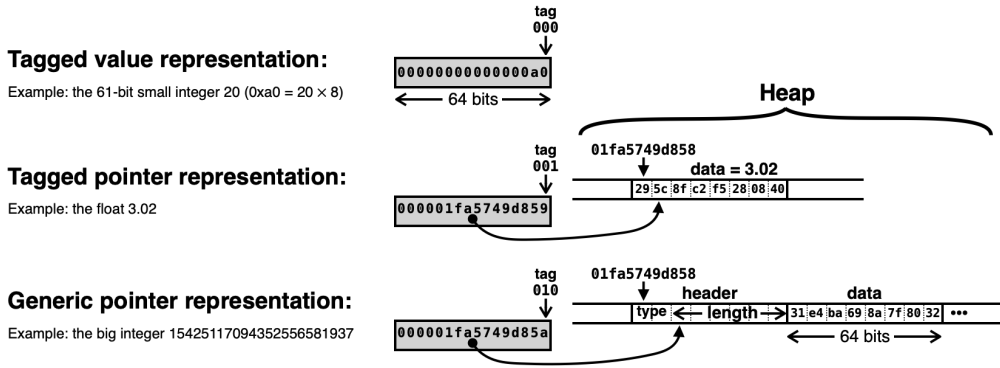 tag
000
Tagged value representation:
00000000000000a0
Example: the 61-bit small integer 20 (0xa0 = 20 × 8)
64 bits
Heap
tag
001
01fa5749d858
data = 3.02
Tagged pointer representation:
29 5c 8f c2 f5 28 08 40
Example: the float 3.02
000001fa5749d859
tag
010
01fa5749d858
header
data
Generic pointer representation:
type
length
31 e4 ba 69 8a 7f 80 32 •••
Example: the big integer 15425117094352556581937
000001fa5749d85a
64 bits